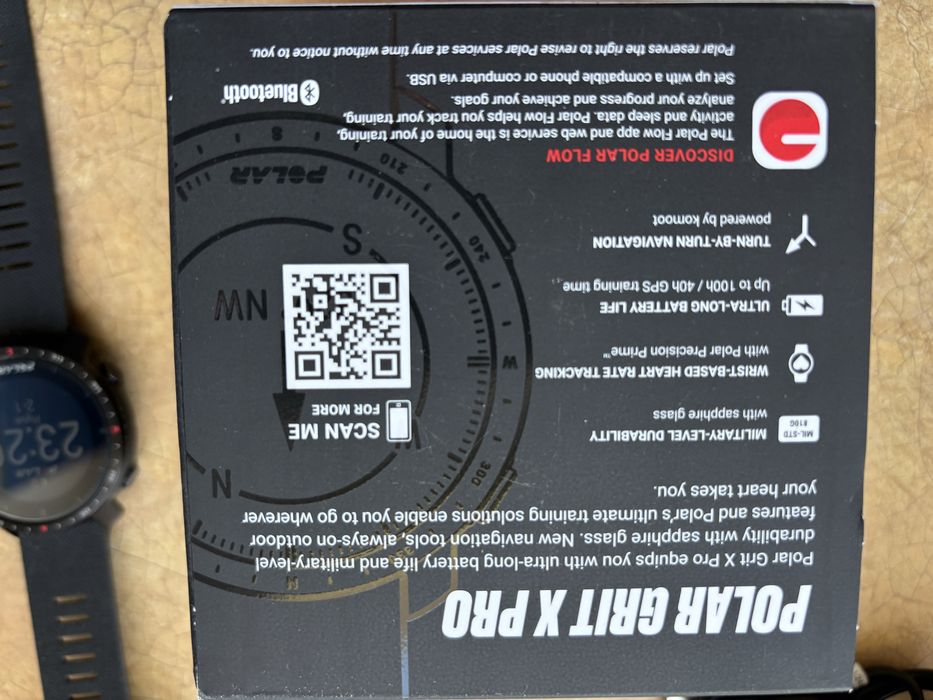 POLAR GRIT X PRO
Polar Grit X Pro equips you with ultra-long battery life and military-level
durability with sapphire glass. New navigation tools, always-on outdoor
features and Polar's ultimate training solutions enable you to go wherever
your heart takes you.
MIL-STD
810G
MILITARY-LEVEL DURABILITY
with sapphire glass
WRIST-BASED HEART RATE TRACKING
with Polar Precision Prime™
ULTRA-LONG BATTERY LIFE
up to 100h / 40h GPS training time
TURN-BY-TURN NAVIGATION
powered by komoot
SCAN ME
FOR MORE
DISCOVER POLAR FLOW
The Polar Flow app and web service is the home of your training,
activity and sleep data. Polar Flow helps you track your training,
analyze your progress and achieve your goals.
Set up with a compatible phone or computer via USB.
Bluetooth®
Polar reserves the right to revise Polar services at any time without notice to you.
N
NW
W
S
300
240
210
W
S
POLAR
POLAR